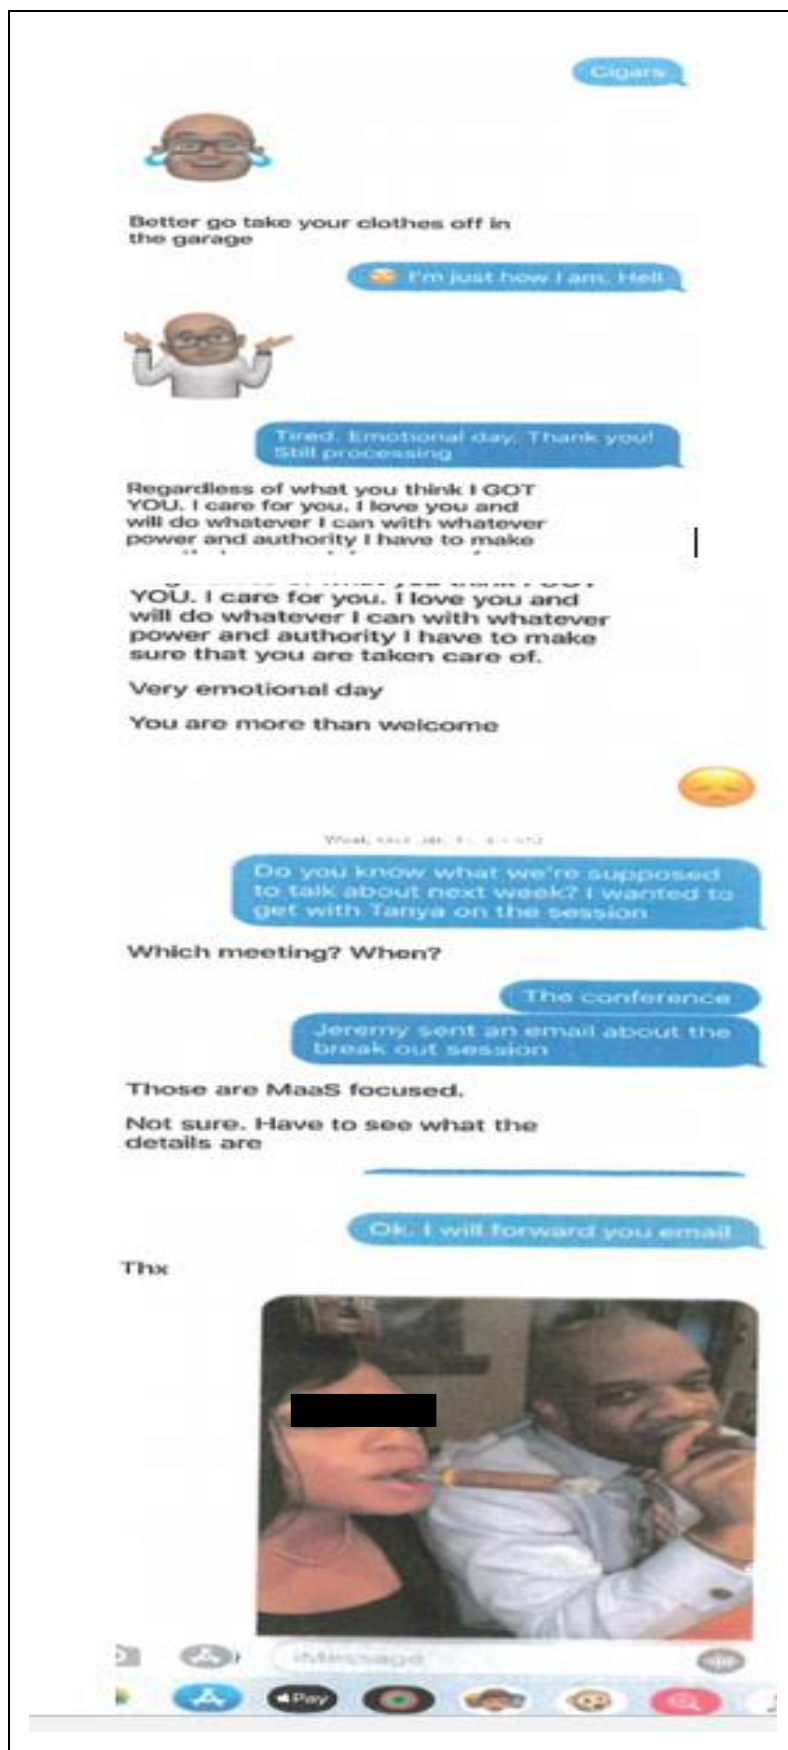 Cigars
Better go take your clothes off in
the garage
I'm just how I am. Hell
Tired. Emotional day. Thank you!
Still processing
Regardless of what you think I GOT
YOU. I care for you. I love you and
will do whatever I can with whatever
power and authority I have to make
YOU. I care for you. I love you and
will do whatever I can with whatever
power and authority I have to make
sure that you are taken care of.
Very emotional day
You are more than welcome
Do you know what we're supposed
to talk about next week? I wanted to
get with Tanya on the session
Which meeting? When?
The conference
Jeremy sent an email about the
break out session
Those are MaaS focused.
Not sure. Have to see what the
details are
Ok. I will forward you email
Thx
iMessage
Pay